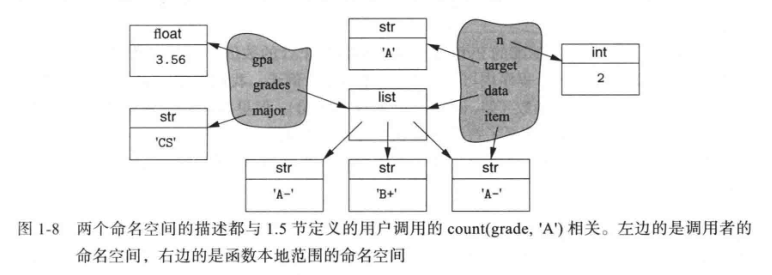 float
3.56
str
'CS'
gpa
grades
major
str
'A'
list
n
target
data
item
int
2
str
'A-'
str
'B+'
str
'A-'
图 1-8 两个命名空间的描述都与 1.5 节定义的用户调用的 count(grade, 'A') 相关。左边的是调用者的
命名空间，右边的是函数本地范围的命名空间